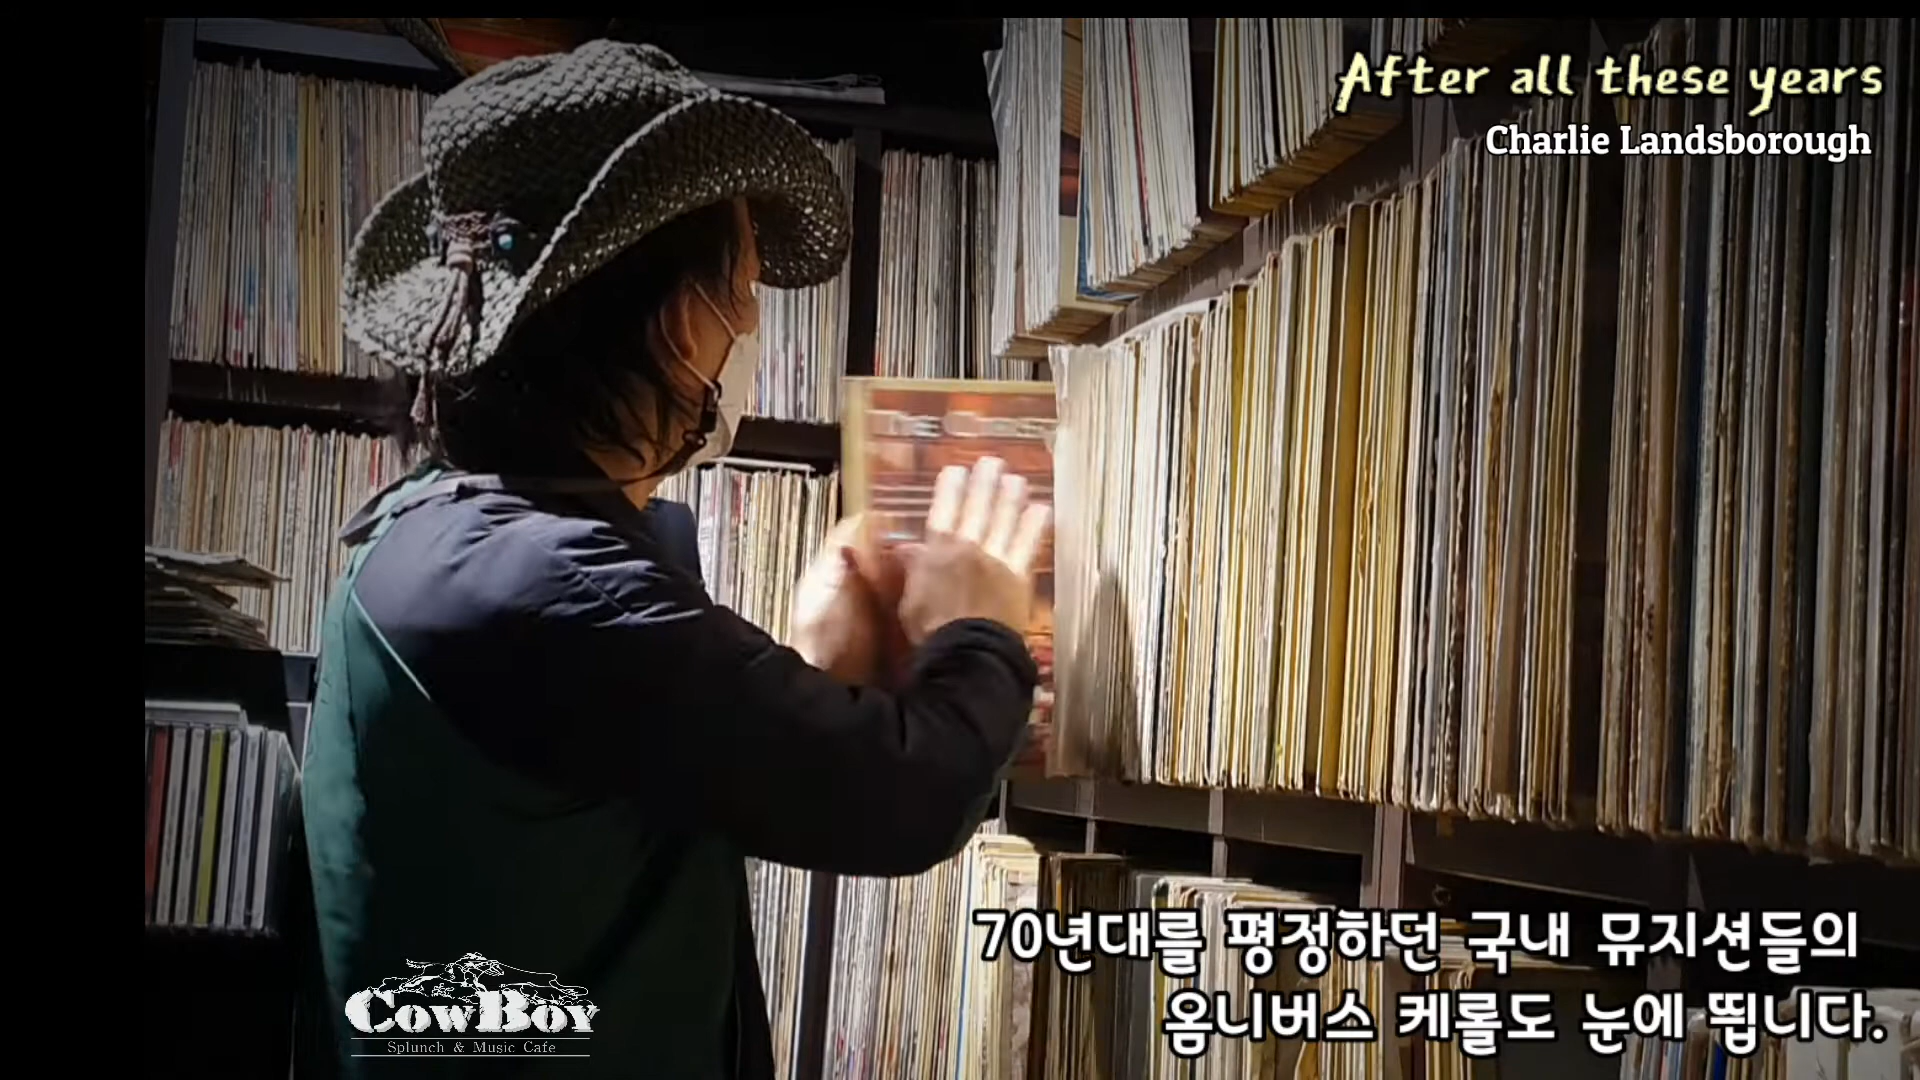 After all these years
Charlie Landsborough
70년대를 평정하던 국내 뮤지션들의
옴니버스 케롤도 눈에 띕니다.
CowBoy
Splunch & Music Cafe